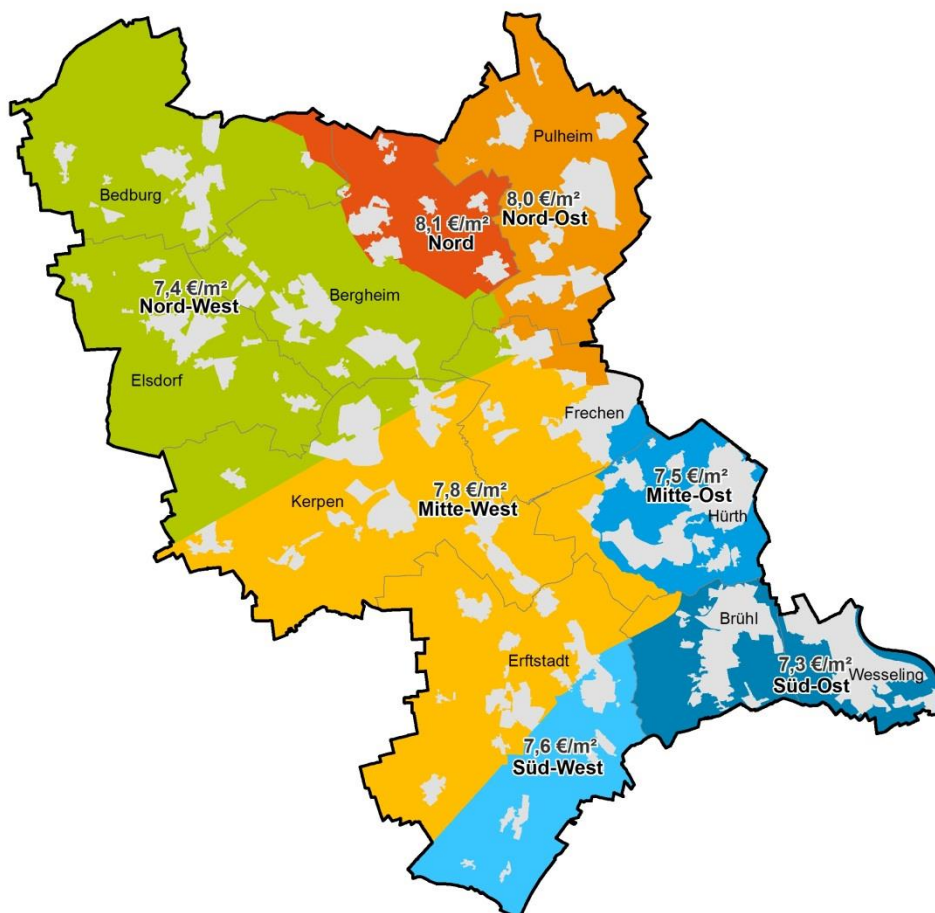 Pulheim
Bedburg
8,0 €/m²
Nord-Ost
8,1 €/m²
Nord
7,4 €/m²
Nord-West
Bergheim
Elsdorf
Frechen
7,5 €/m²
Mitte-Ost
Hürth
Kerpen
7,8 €/m²
Mitte-West
Brühl
Erftstadt
7,3 €/m²
Süd-Ost
Wesseling
7,6 €/m²
Süd-West